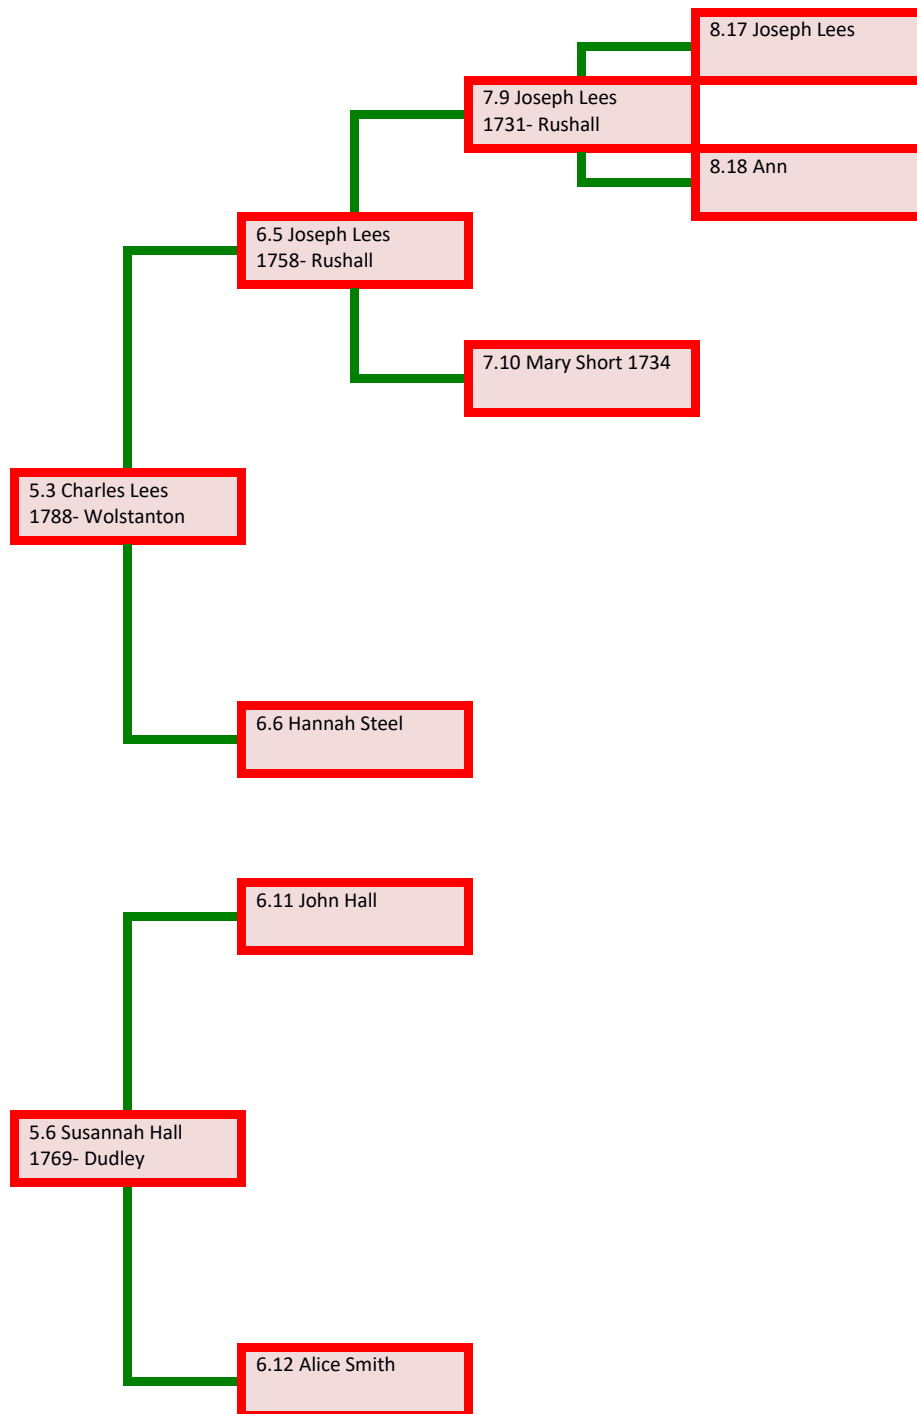 8.17 Joseph Lees
7.9 Joseph Lees
1731- Rushall
8.18 Ann
6.5 Joseph Lees
1758- Rushall
7.10 Mary Short 1734
5.3 Charles Lees
1788- Wolstanton
6.6 Hannah Steel
6.11 John Hall
5.6 Susannah Hall
1769- Dudley
6.12 Alice Smith